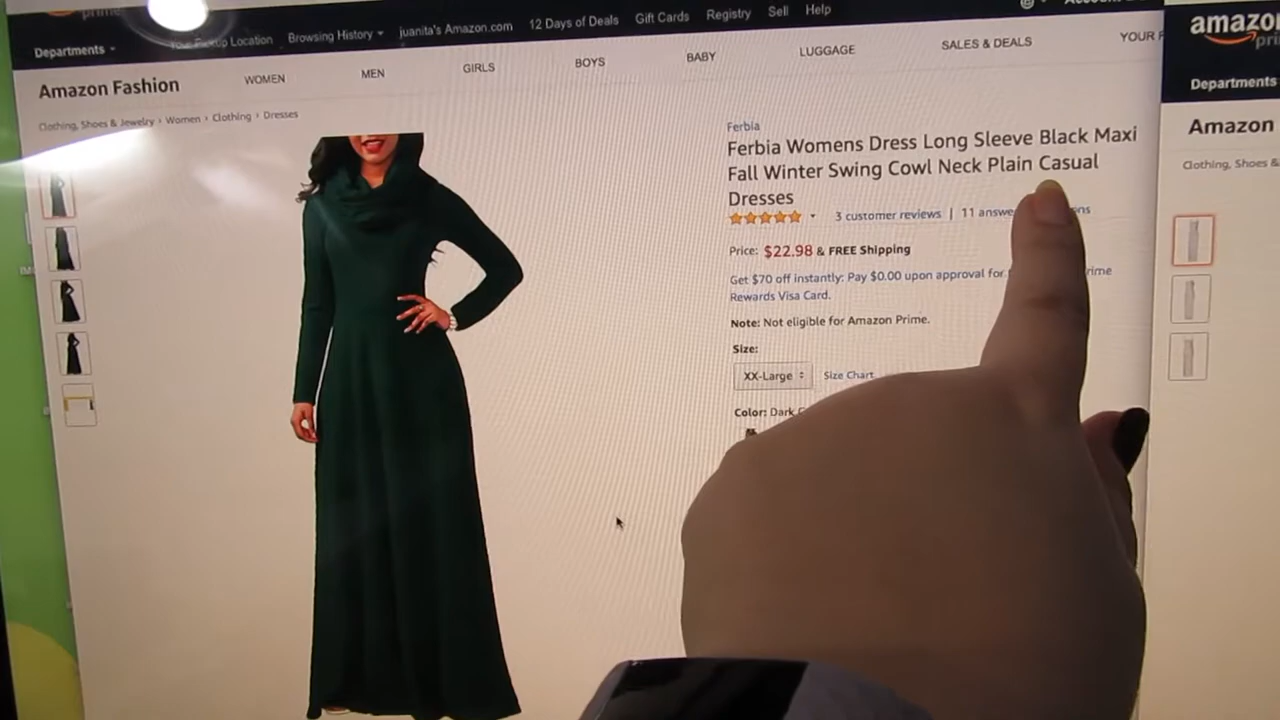 prime
Your Pickup Location Browsing History juanita's Amazon.com 12 Days of Deals Gift Cards Registry Sell Help
Departments
Amazon Fashion WOMEN MEN GIRLS BOYS BABY LUGGAGE SALES & DEALS YOUR
Clothing, Shoes & Jewelry › Women › Clothing › Dresses
Ferbia
Ferbia Womens Dress Long Sleeve Black Maxi
Fall Winter Swing Cowl Neck Plain Casual
Dresses
3 customer reviews | 11
Price: $22.98 & FREE Shipping
Get $70 off instantly: Pay $0.00 upon approval for
Rewards Visa Card.
Note: Not eligible for Amazon Prime.
Size:
XX-Large Size Chart
Color: Dark
amazon
Departments
Amazon
Clothing, Shoes &